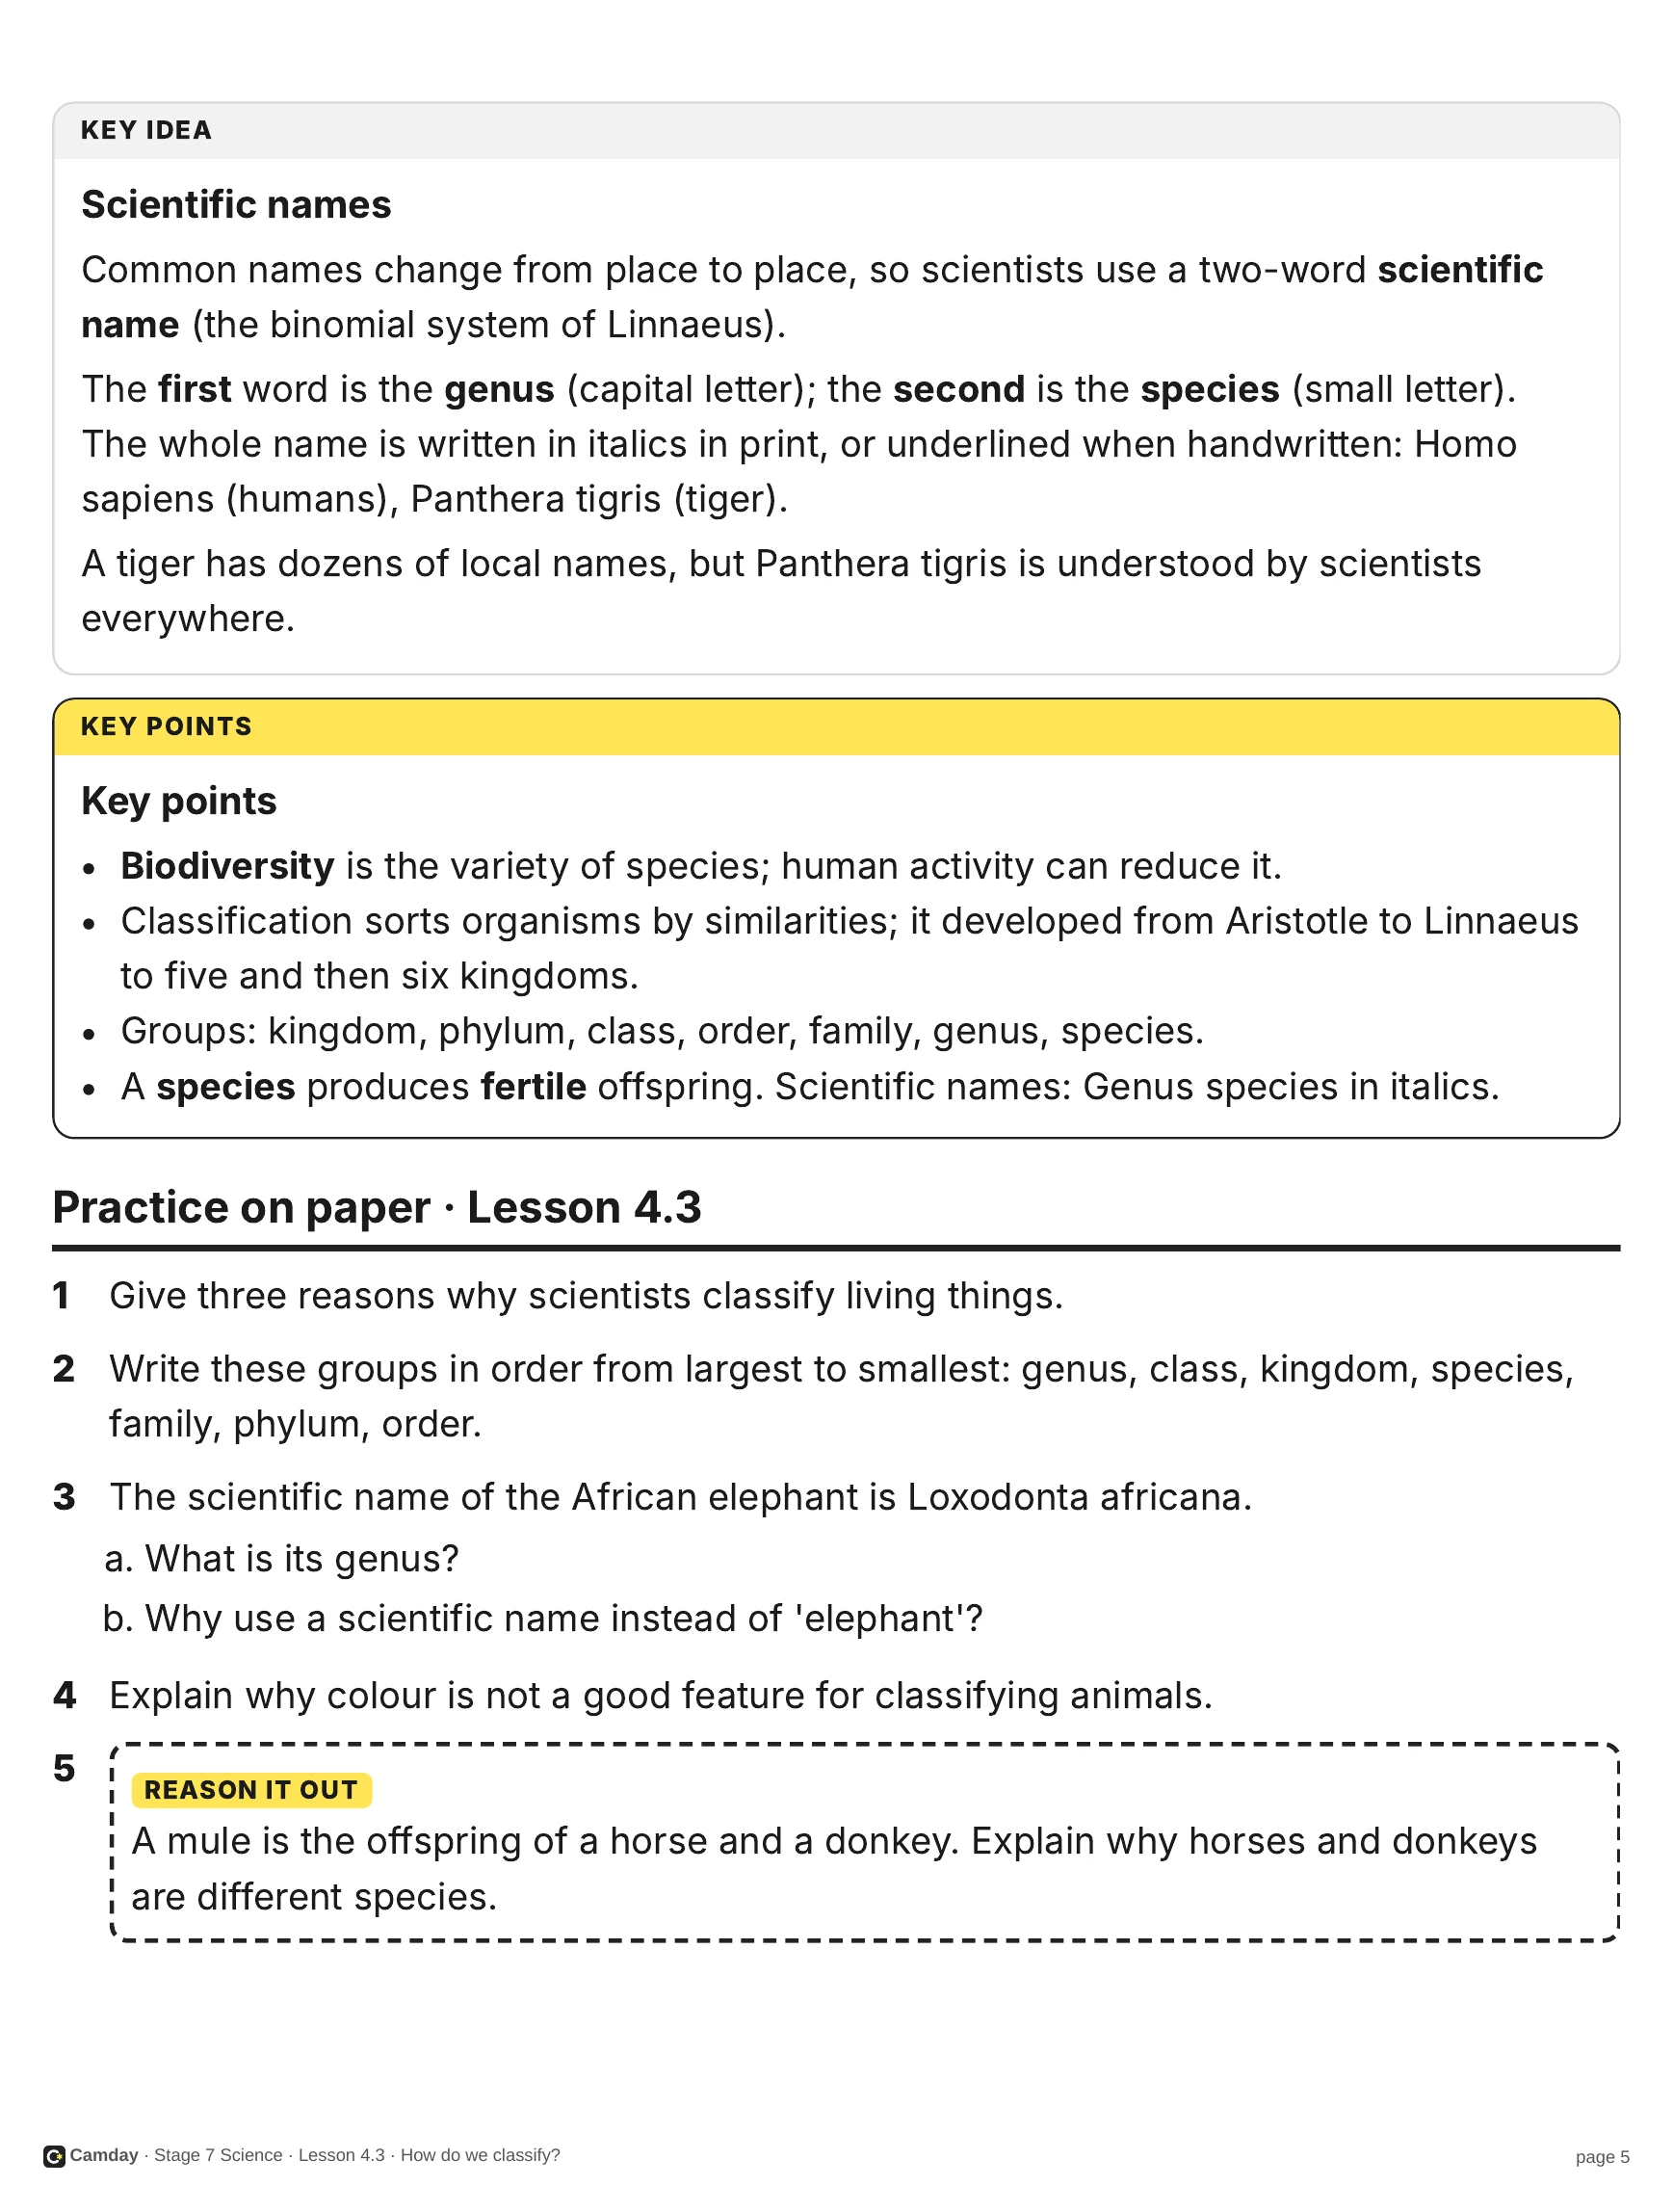 KEY IDEA
Scientific names
Common names change from place to place, so scientists use a two-word scientific
name (the binomial system of Linnaeus).
The first word is the genus (capital letter); the second is the species (small letter).
The whole name is written in italics in print, or underlined when handwritten: Homo
sapiens (humans), Panthera tigris (tiger).
A tiger has dozens of local names, but Panthera tigris is understood by scientists
everywhere.
KEY POINTS
Key points
• Biodiversity is the variety of species; human activity can reduce it.
• Classification sorts organisms by similarities; it developed from Aristotle to Linnaeus
to five and then six kingdoms.
• Groups: kingdom, phylum, class, order, family, genus, species.
• A species produces fertile offspring. Scientific names: Genus species in italics.
Practice on paper · Lesson 4.3
1 Give three reasons why scientists classify living things.
2 Write these groups in order from largest to smallest: genus, class, kingdom, species,
family, phylum, order.
3 The scientific name of the African elephant is Loxodonta africana.
a. What is its genus?
b. Why use a scientific name instead of 'elephant'?
4 Explain why colour is not a good feature for classifying animals.
5 REASON IT OUT
A mule is the offspring of a horse and a donkey. Explain why horses and donkeys
are different species.
Camday · Stage 7 Science · Lesson 4.3 · How do we classify? page 5